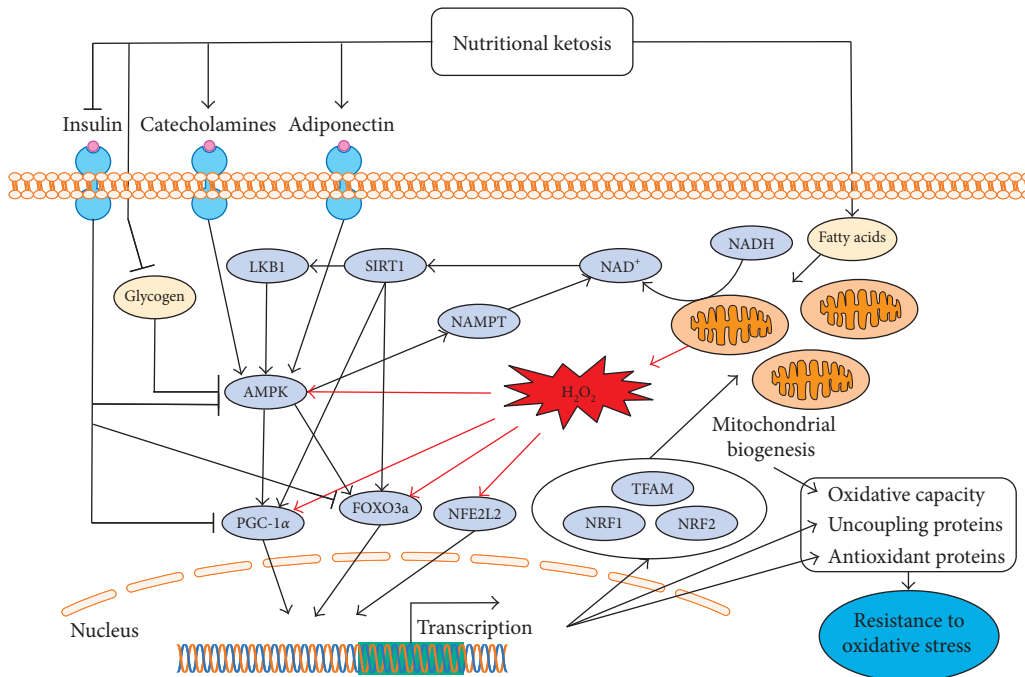 Nutritional ketosis
Insulin
Catecholamines
Adiponectin
Fatty acids
NADH
LKB1
SIRT1
NAD⁺
Glycogen
NAMPT
AMPK
H₂O₂
Mitochondrial
biogenesis
TFAM
NRF1
NRF2
PGC-1α
FOXO3a
NFE2L2
Oxidative capacity
Uncoupling proteins
Antioxidant proteins
Nucleus
Transcription
Resistance to
oxidative stress